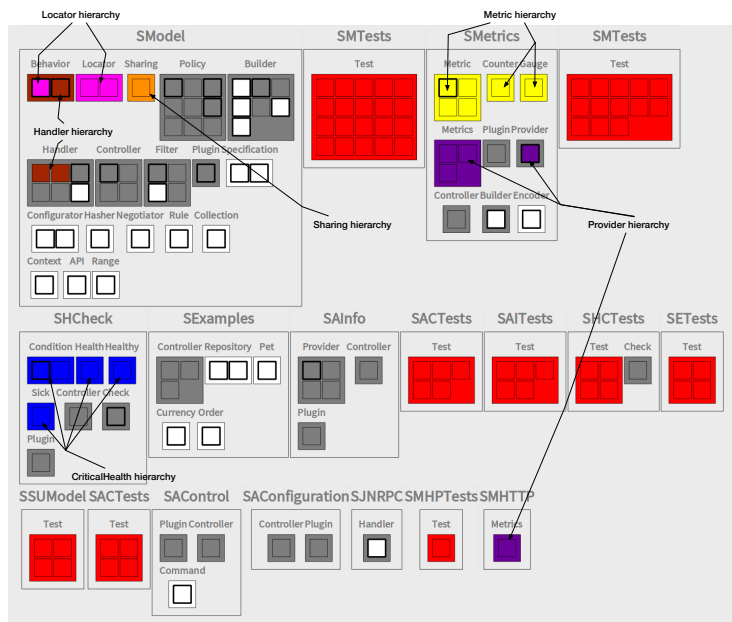 Locator hierarchy
Metric hierarchy
SModel
SMTests
SMetrics
SMTests
Behavior Locator Sharing Policy Builder
Test
Metric Counter Gauge
Test
Handler hierarchy
Metrics Plugin Provider
Handler Controller Filter Plugin Specification
Controller Builder Encoder
Configurator Hasher Negotiator Rule Collection
Sharing hierarchy
Provider hierarchy
Context API Range
SHCheck
SExamples
SAInfo
SACTests
SAITests
SHCTests
SETests
Condition Health Healthy
Controller Repository Pet
Provider Controller
Test
Test
Test Check
Test
Sick Controller Check
Currency Order
Plugin
Plugin
CriticalHealth hierarchy
SSUModel
SACTests
SAControl
SAConfiguration
SJNRPC
SMHPTests
SMHTTP
Test
Test
Plugin Controller
Controller Plugin
Handler
Test
Metrics
Command